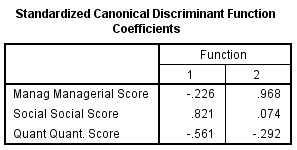 Standardized Canonical Discriminant Function
Coefficients
Function
1 2
Manag Managerial Score -.226 .968
Social Social Score .821 .074
Quant Quant. Score -.561 -.292